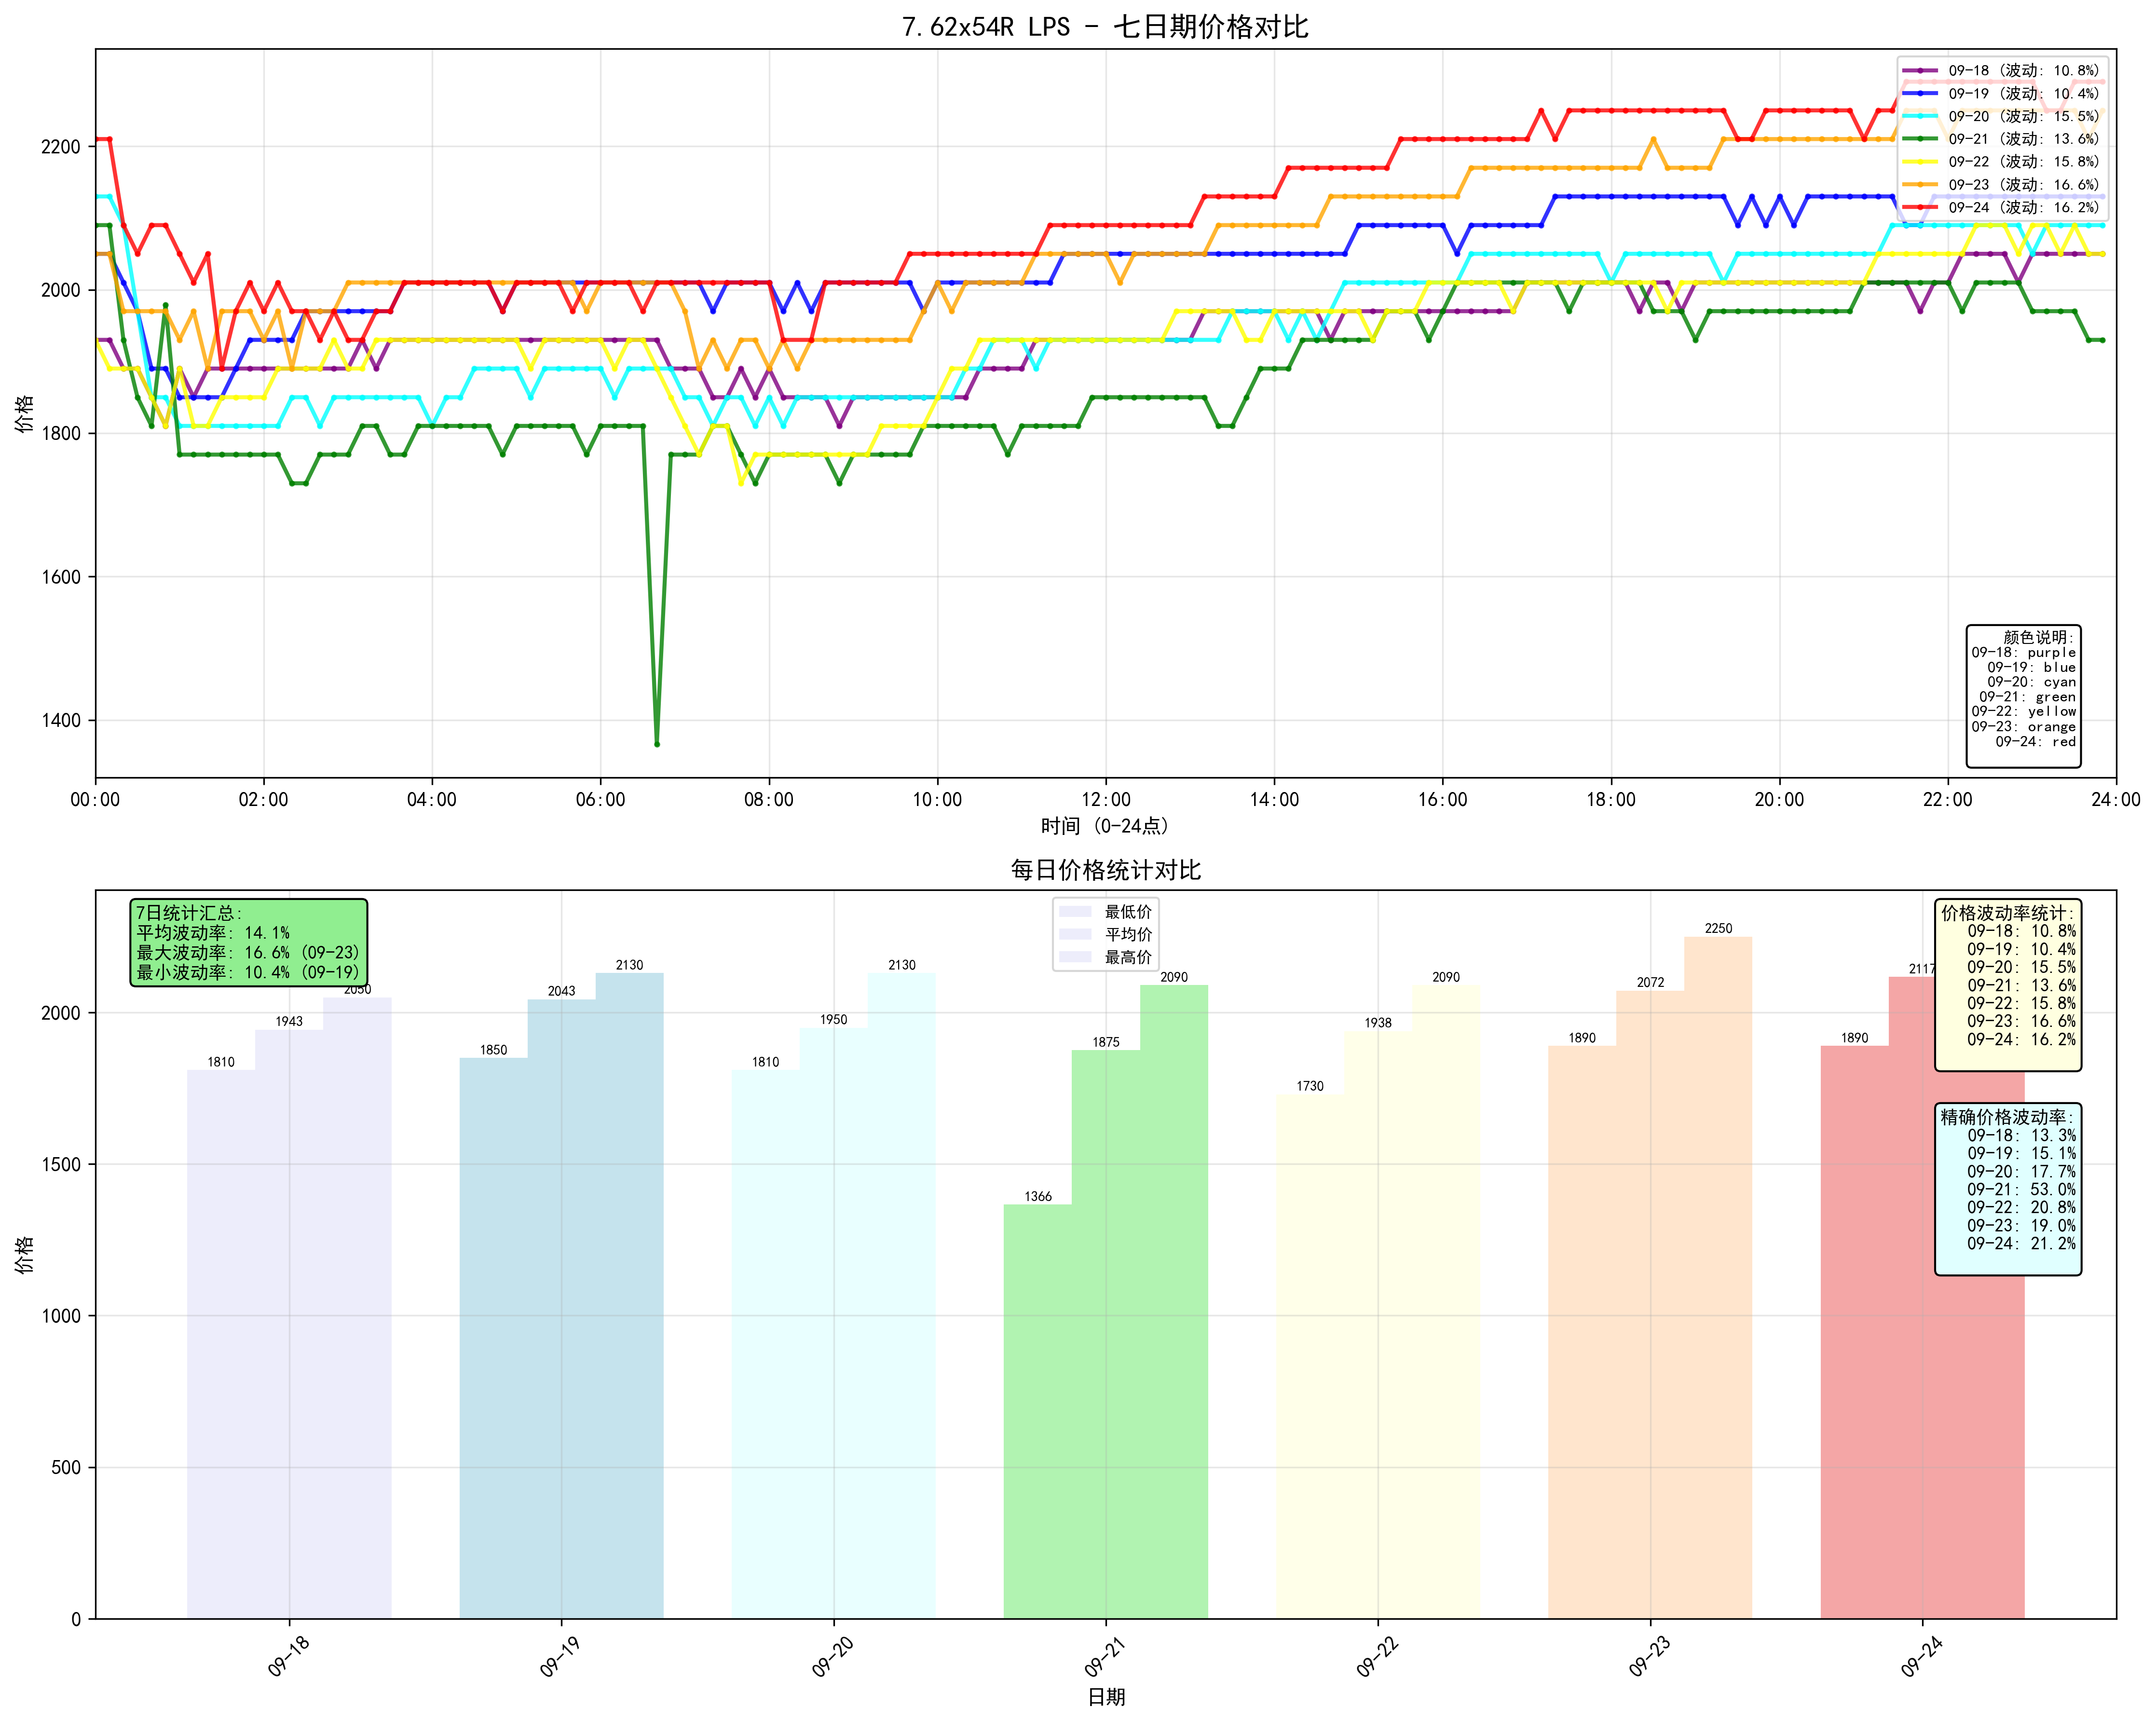 7.62x54R LPS - 七日期价格对比
09-18 (波动: 10.8%)
09-19 (波动: 10.4%)
09-20 (波动: 15.5%)
09-21 (波动: 13.6%)
09-22 (波动: 15.8%)
09-23 (波动: 16.6%)
09-24 (波动: 16.2%)
2200
2000
1800
1600
1400
价格
颜色说明:
09-18: purple
09-19: blue
09-20: cyan
09-21: green
09-22: yellow
09-23: orange
09-24: red
00:00 02:00 04:00 06:00 08:00 10:00 12:00 14:00 16:00 18:00 20:00 22:00 24:00
时间 (0-24点)
每日价格统计对比
7日统计汇总:
平均波动率: 14.1%
最大波动率: 16.6% (09-23)
最小波动率: 10.4% (09-19)
最低价
平均价
最高价
价格波动率统计:
09-18: 10.8%
09-19: 10.4%
09-20: 15.5%
09-21: 13.6%
09-22: 15.8%
09-23: 16.6%
09-24: 16.2%
精确价格波动率:
09-18: 13.3%
09-19: 15.1%
09-20: 17.7%
09-21: 53.0%
09-22: 20.8%
09-23: 19.0%
09-24: 21.2%
1810 1943 2050
1850 2043 2130
1810 1950 2130
1366 1875 2090
1730 1938 2090
1890 2072 2250
1890 2117
2000
1500
1000
500
0
价格
09-18 09-19 09-20 09-21 09-22 09-23 09-24
日期